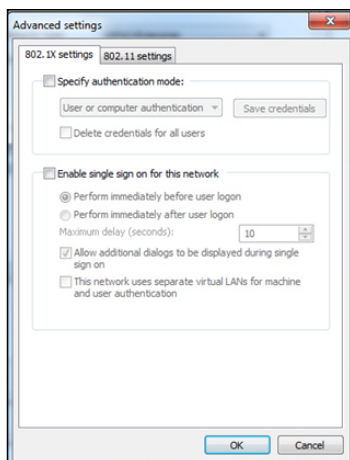 Advanced settings
802.1X settings
802.11 settings
Specify authentication mode:
User or computer authentication
Save credentials
Delete credentials for all users
Enable single sign on for this network
Perform immediately before user logon
Perform immediately after user logon
Maximum delay (seconds):
10
Allow additional dialogs to be displayed during single
sign on
This network uses separate virtual LANs for machine
and user authentication
OK
Cancel